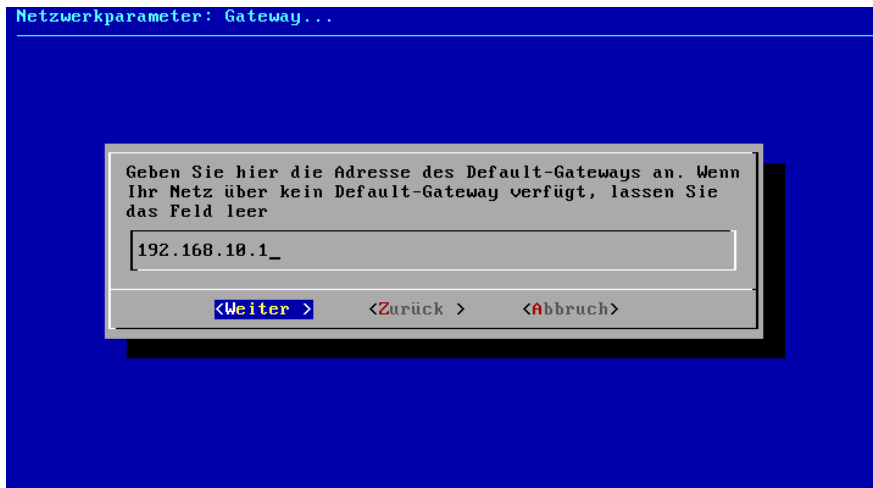 Netzwerkparameter: Gateway...
Geben Sie hier die Adresse des Default-Gateways an. Wenn
Ihr Netz über kein Default-Gateway verfügt, lassen Sie
das Feld leer
192.168.10.1_
<Weiter > <Zurück > <Abbruch>